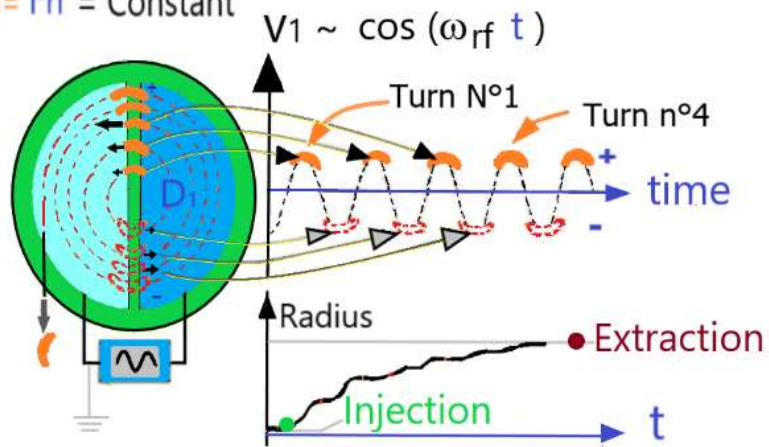 = Constant
V1 ~ cos (ωrf t)
Turn N°1
Turn n°4
+
D1
time
-
+
-
Radius
Extraction
Injection
t